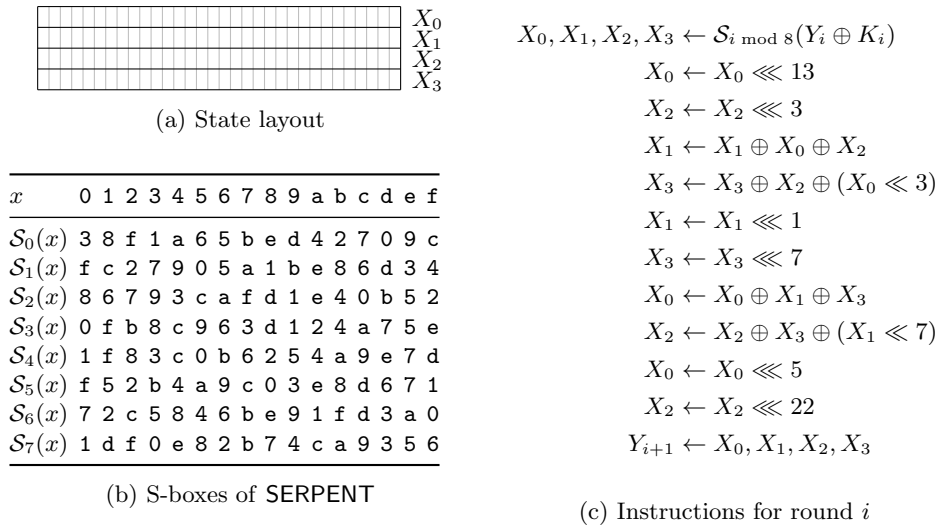 X₀
X₁
X₂
X₃
(a) State layout
x 0 1 2 3 4 5 6 7 8 9 a b c d e f
𝒮₀(x) 3 8 f 1 a 6 5 b e d 4 2 7 0 9 c
𝒮₁(x) f c 2 7 9 0 5 a 1 b e 8 6 d 3 4
𝒮₂(x) 8 6 7 9 3 c a f d 1 e 4 0 b 5 2
𝒮₃(x) 0 f b 8 c 9 6 3 d 1 2 4 a 7 5 e
𝒮₄(x) 1 f 8 3 c 0 b 6 2 5 4 a 9 e 7 d
𝒮₅(x) f 5 2 b 4 a 9 c 0 3 e 8 d 6 7 1
𝒮₆(x) 7 2 c 5 8 4 6 b e 9 1 f d 3 a 0
𝒮₇(x) 1 d f 0 e 8 2 b 7 4 c a 9 3 5 6
(b) S-boxes of SERPENT
X₀, X₁, X₂, X₃ ← 𝒮ᵢ ₘₒd ₈(Yᵢ ⊕ Kᵢ)
X₀ ← X₀ ⋘ 13
X₂ ← X₂ ⋘ 3
X₁ ← X₁ ⊕ X₀ ⊕ X₂
X₃ ← X₃ ⊕ X₂ ⊕ (X₀ ≪ 3)
X₁ ← X₁ ⋘ 1
X₃ ← X₃ ⋘ 7
X₀ ← X₀ ⊕ X₁ ⊕ X₃
X₂ ← X₂ ⊕ X₃ ⊕ (X₁ ≪ 7)
X₀ ← X₀ ⋘ 5
X₂ ← X₂ ⋘ 22
Yᵢ₊₁ ← X₀, X₁, X₂, X₃
(c) Instructions for round i